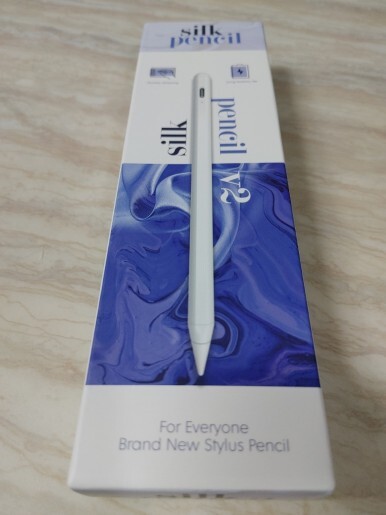 silk
pencil
silk
pencil v2
For Everyone
Brand New Stylus Pencil